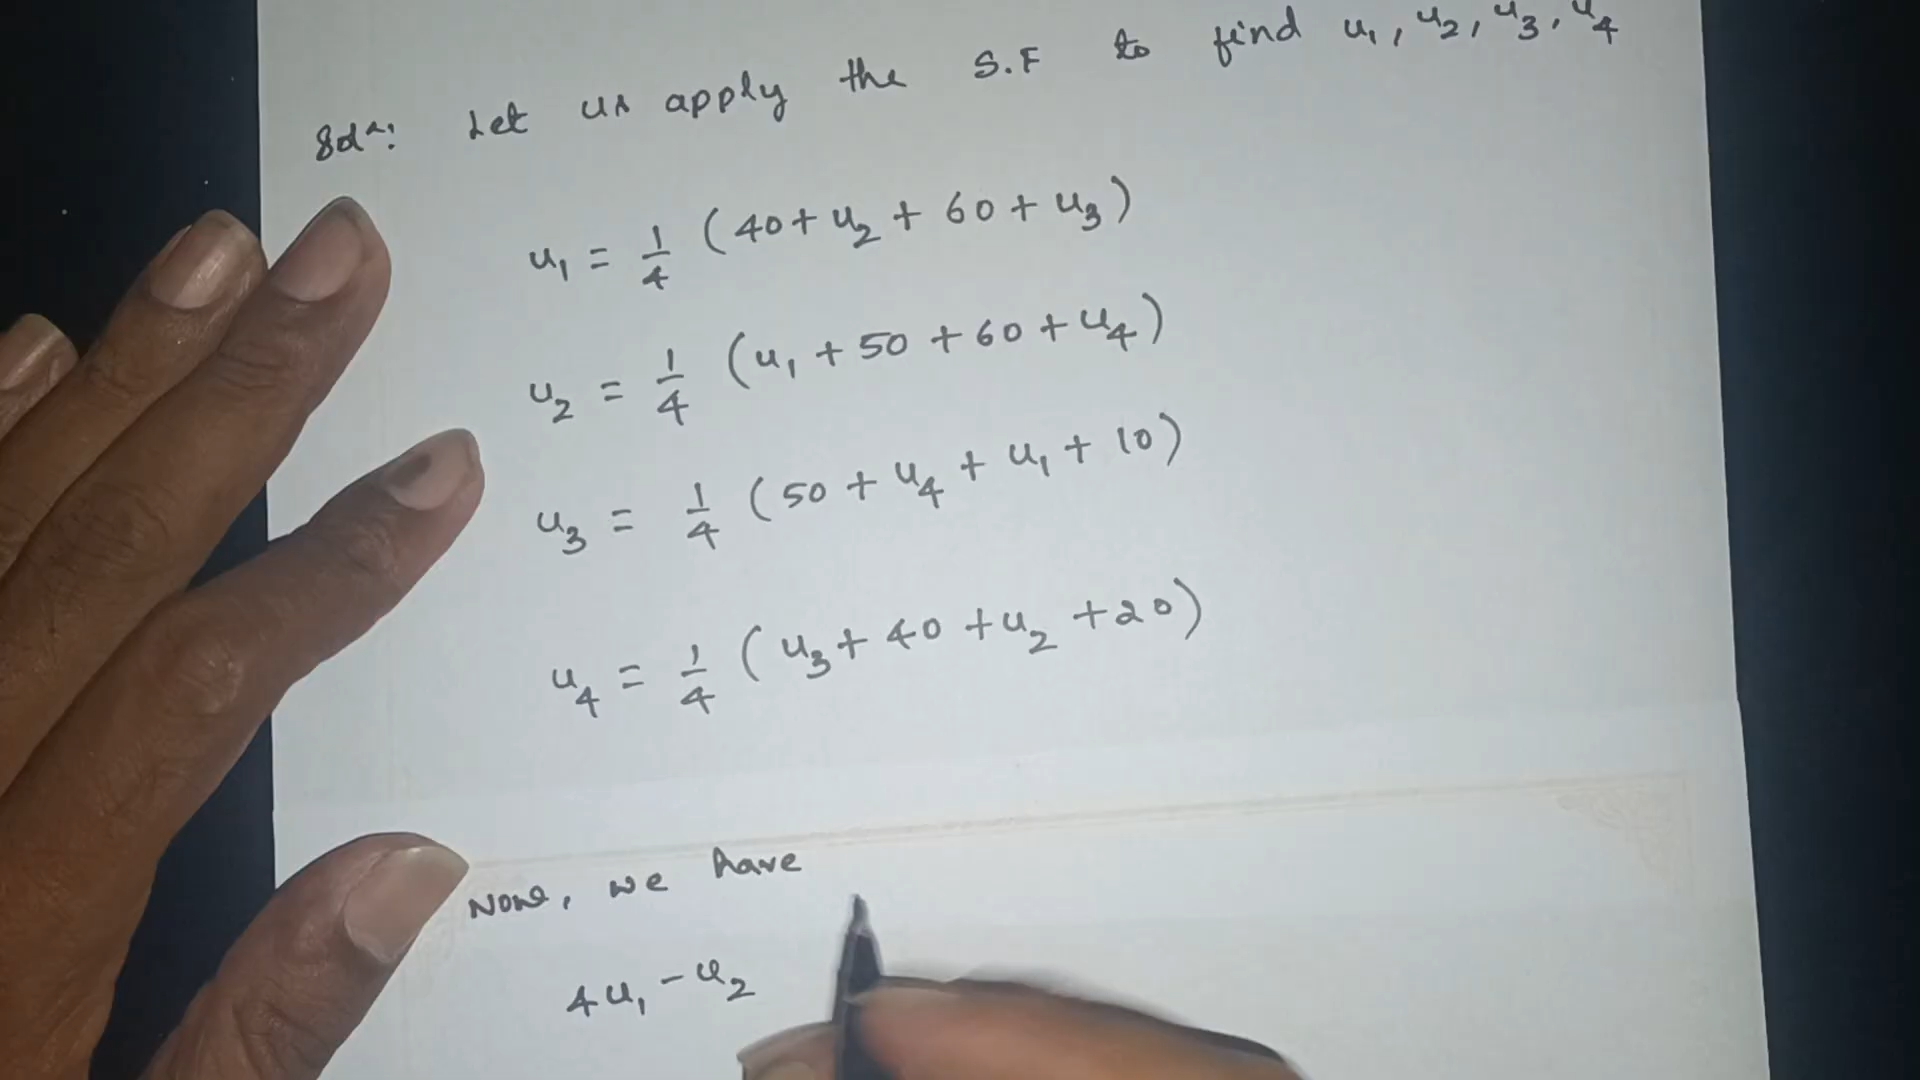 Solⁿ: Let us apply the S.F to find u₁, u₂, u₃, u₄
u₁ = 1/4 (40 + u₂ + 60 + u₃)
u₂ = 1/4 (u₁ + 50 + 60 + u₄)
u₃ = 1/4 (50 + u₄ + u₁ + 10)
u₄ = 1/4 (u₃ + 40 + u₂ + 20)
Now, we have
4u₁ - u₂